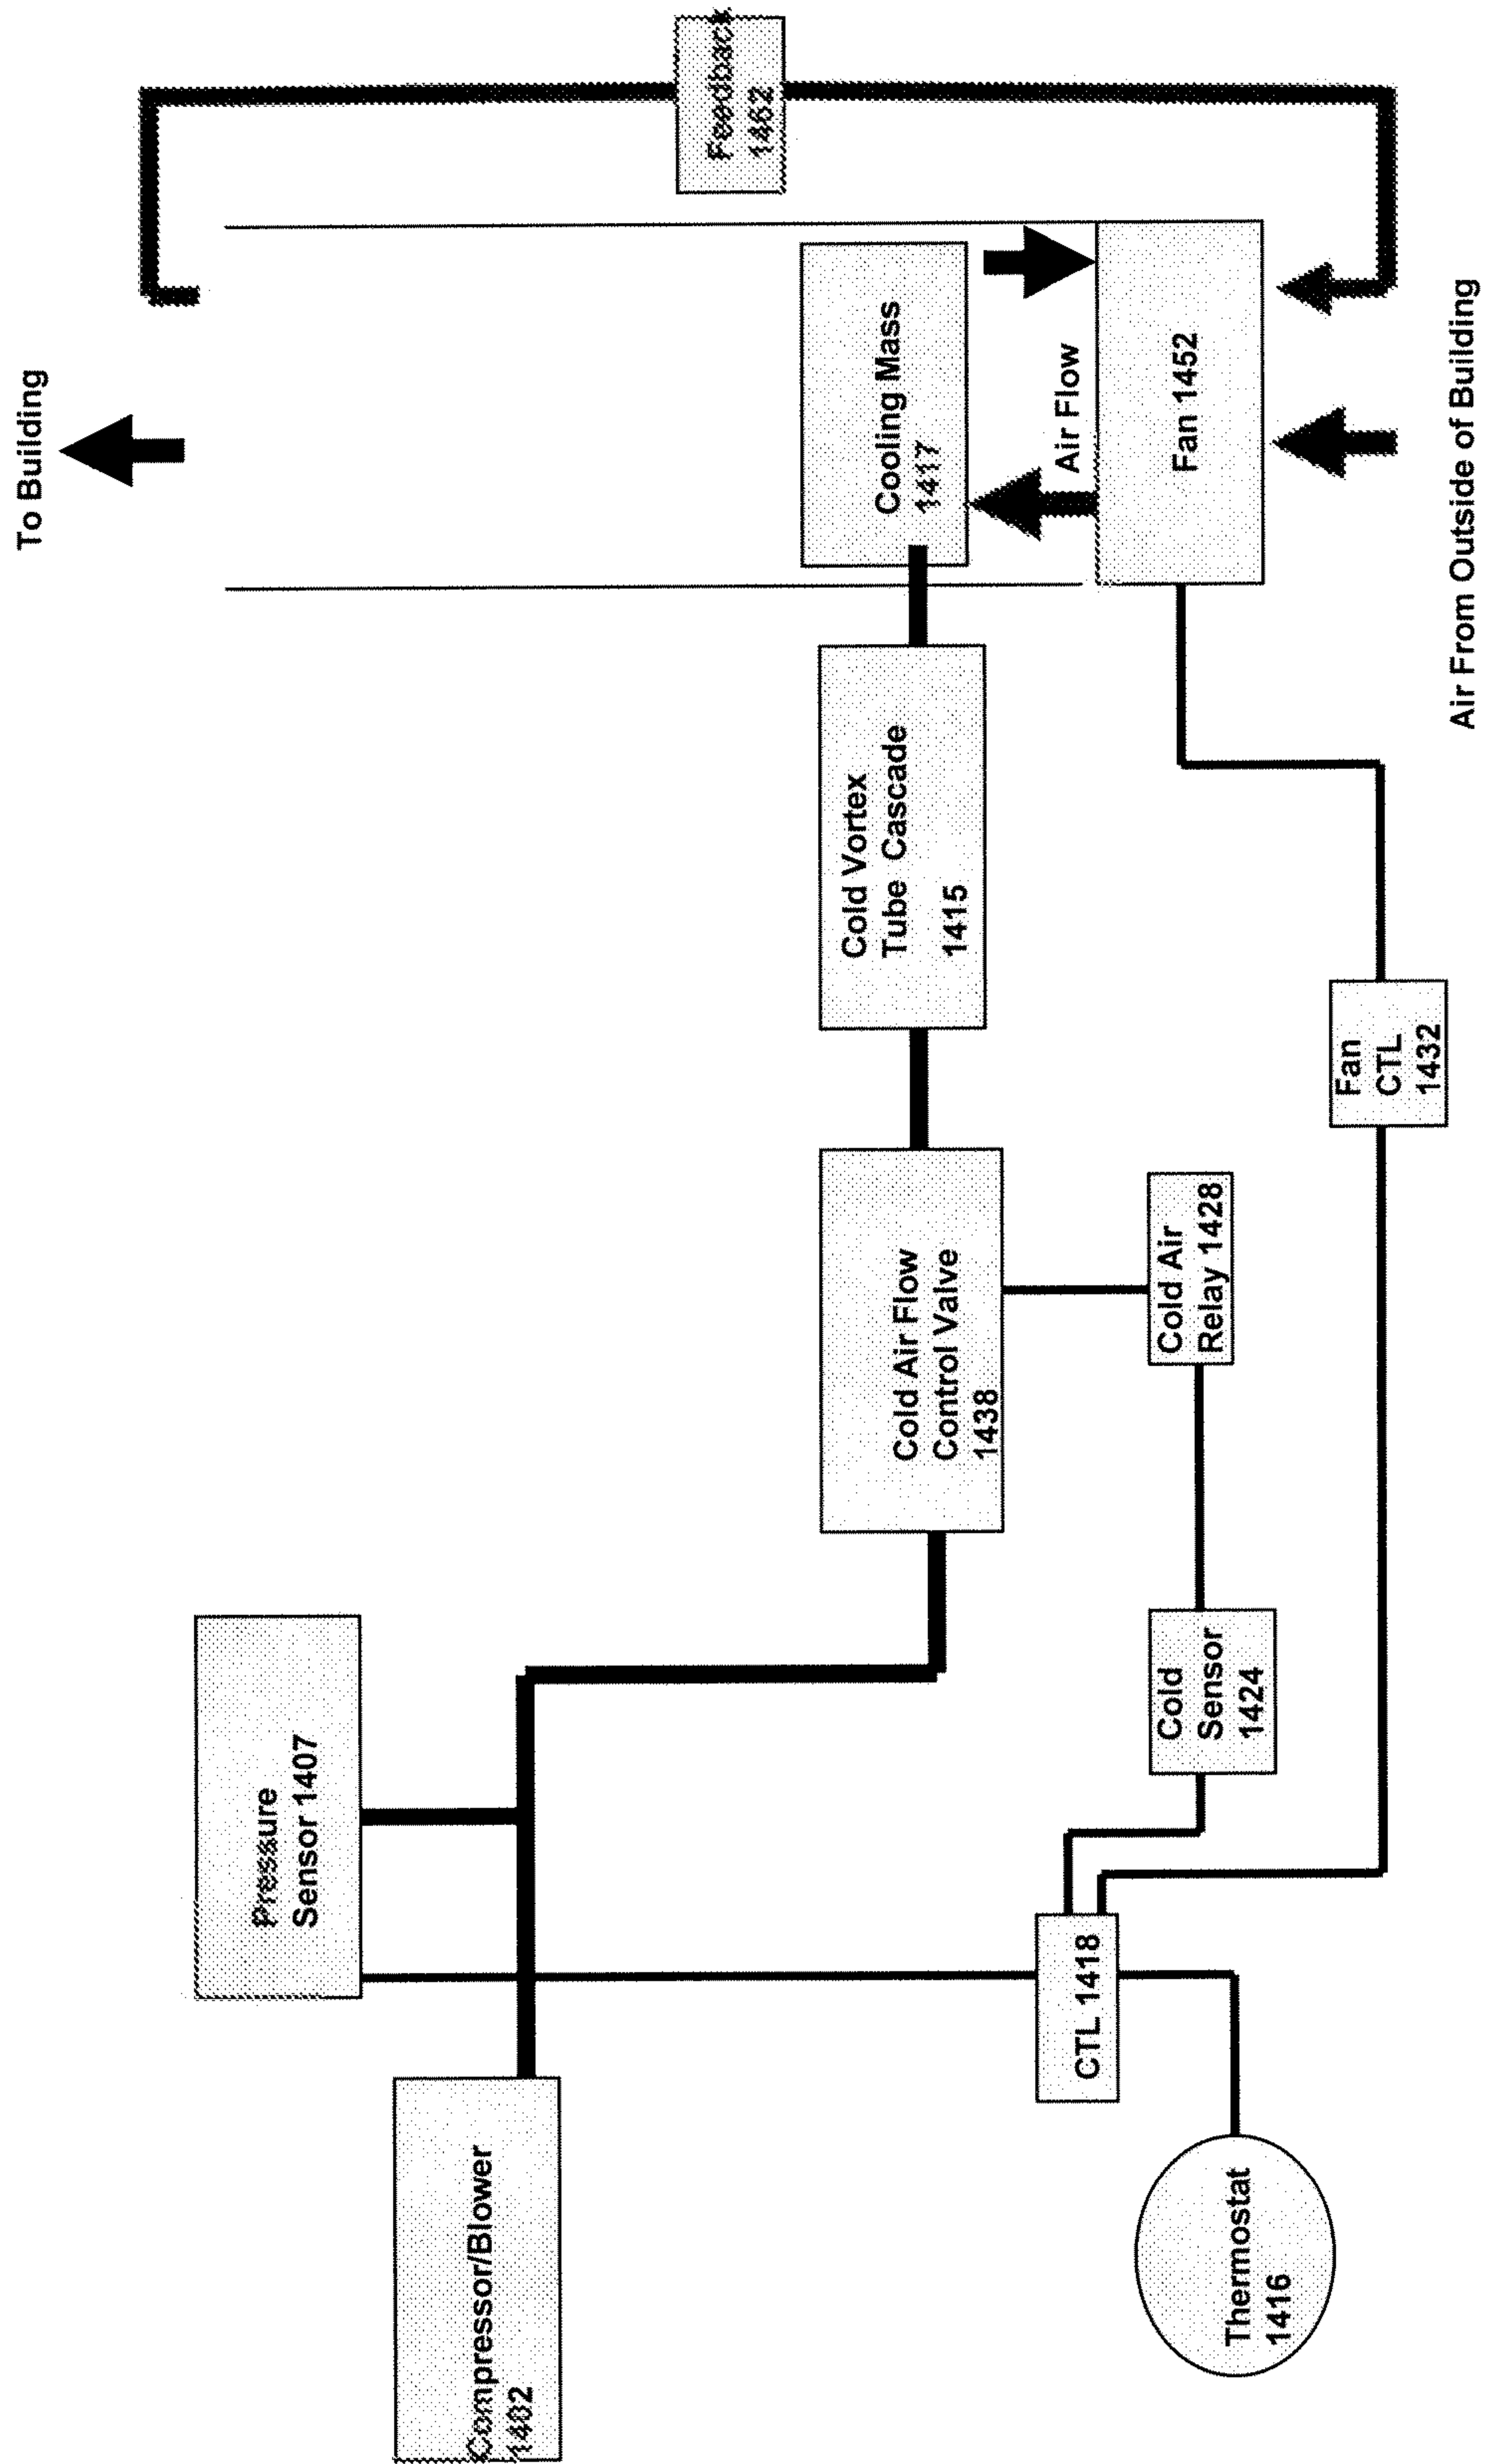 To Building
Feedback
1462
Pressure
Sensor 1407
Compressor/Blower
1402
Cooling Mass
1417
Air Flow
Fan 1452
Cold Vortex
Tube Cascade
1415
Cold Air Flow
Control Valve
1438
Cold Air
Relay 1428
Cold
Sensor
1424
CTL 1418
Thermostat
1416
Fan
CTL
1432
Air From Outside of Building